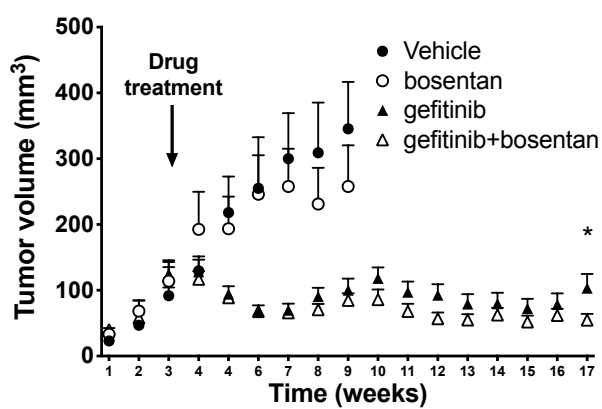 500
400
300
200
100
0
Tumor volume (mm³)
Drug
treatment
Vehicle
bosentan
gefitinib
gefitinib+bosentan
*
1 2 3 4 4 6 7 8 9 10 11 12 13 14 15 16 17
Time (weeks)